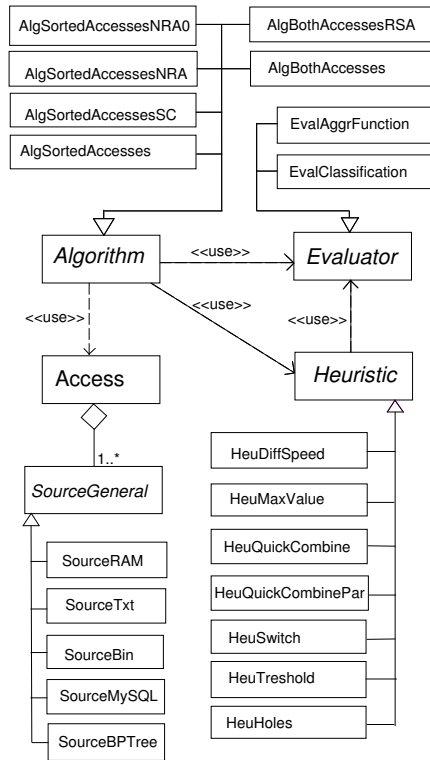 AlgSortedAccessesNRA0
AlgBothAccessesRSA
AlgSortedAccessesNRA
AlgBothAccesses
AlgSortedAccessesSC
EvalAggrFunction
AlgSortedAccesses
EvalClassification
Algorithm
<<use>>
Evaluator
<<use>>
<<use>>
<<use>>
Access
Heuristic
1..*
SourceGeneral
HeuDiffSpeed
HeuMaxValue
SourceRAM
HeuQuickCombine
SourceTxt
HeuQuickCombinePar
SourceBin
HeuSwitch
SourceMySQL
HeuTreshold
SourceBPTree
HeuHoles